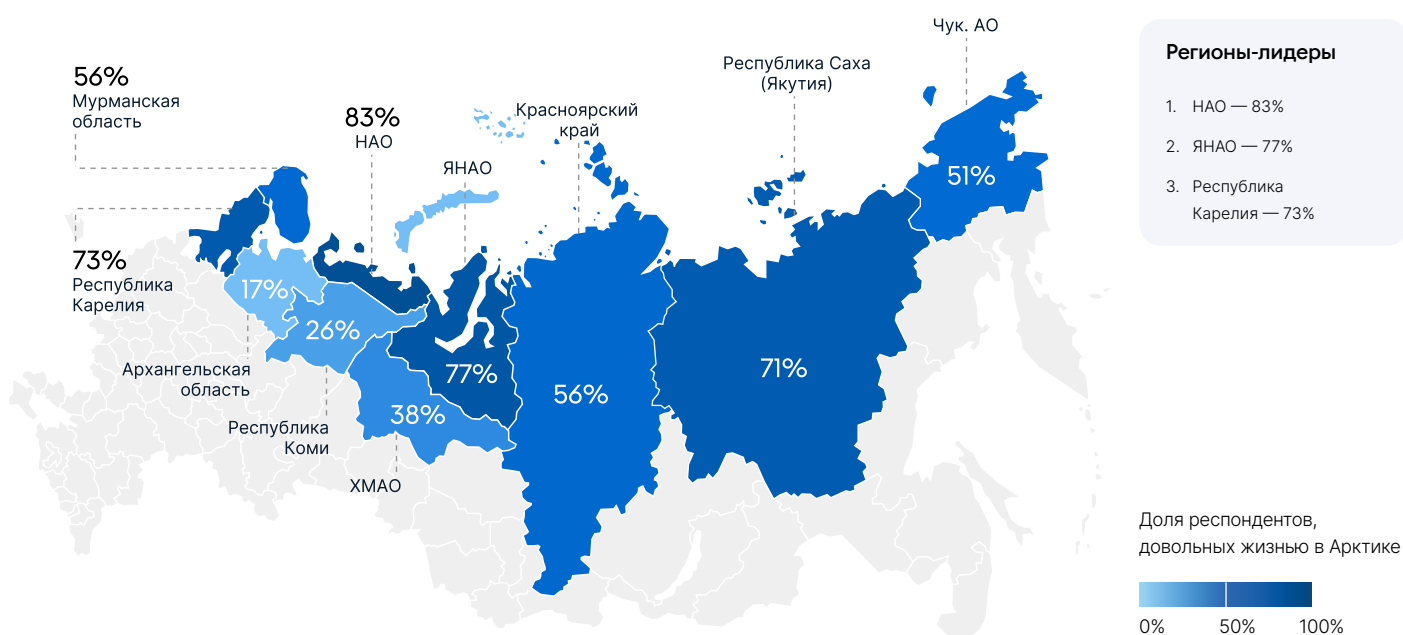 56%
Мурманская
область
73%
Республика
Карелия
83%
НАО
ЯНАО
Красноярский
край
Республика Саха
(Якутия)
Чук. АО
17%
26%
38%
77%
56%
71%
51%
Архангельская
область
Республика
Коми
ХМАО
Регионы-лидеры
1. НАО — 83%
2. ЯНАО — 77%
3. Республика
Карелия — 73%
Доля респондентов,
довольных жизнью в Арктике
0% 50% 100%